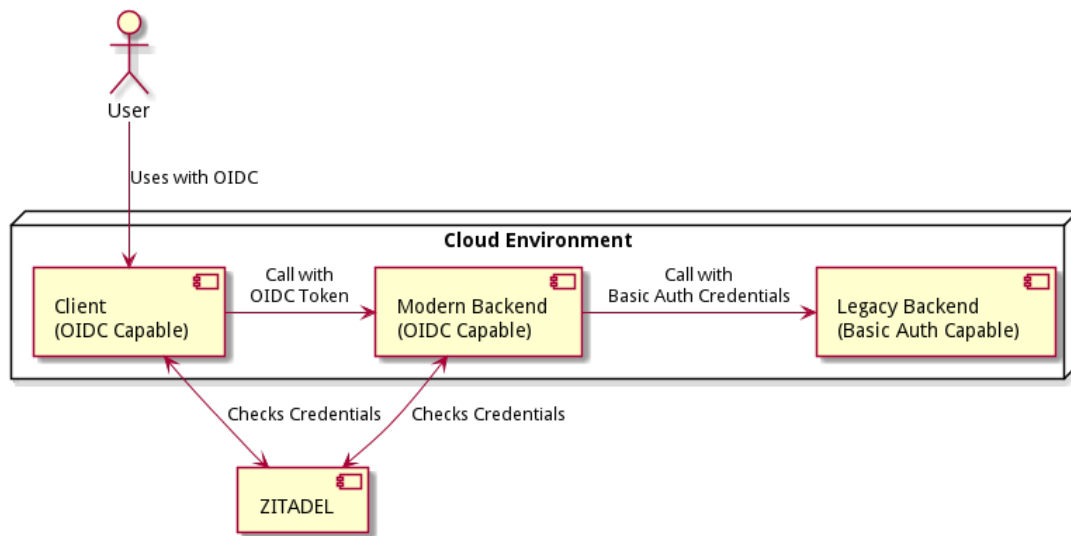 User
Uses with OIDC
Cloud Environment
Client
(OIDC Capable)
Call with
OIDC Token
Modern Backend
(OIDC Capable)
Call with
Basic Auth Credentials
Legacy Backend
(Basic Auth Capable)
Checks Credentials
Checks Credentials
ZITADEL